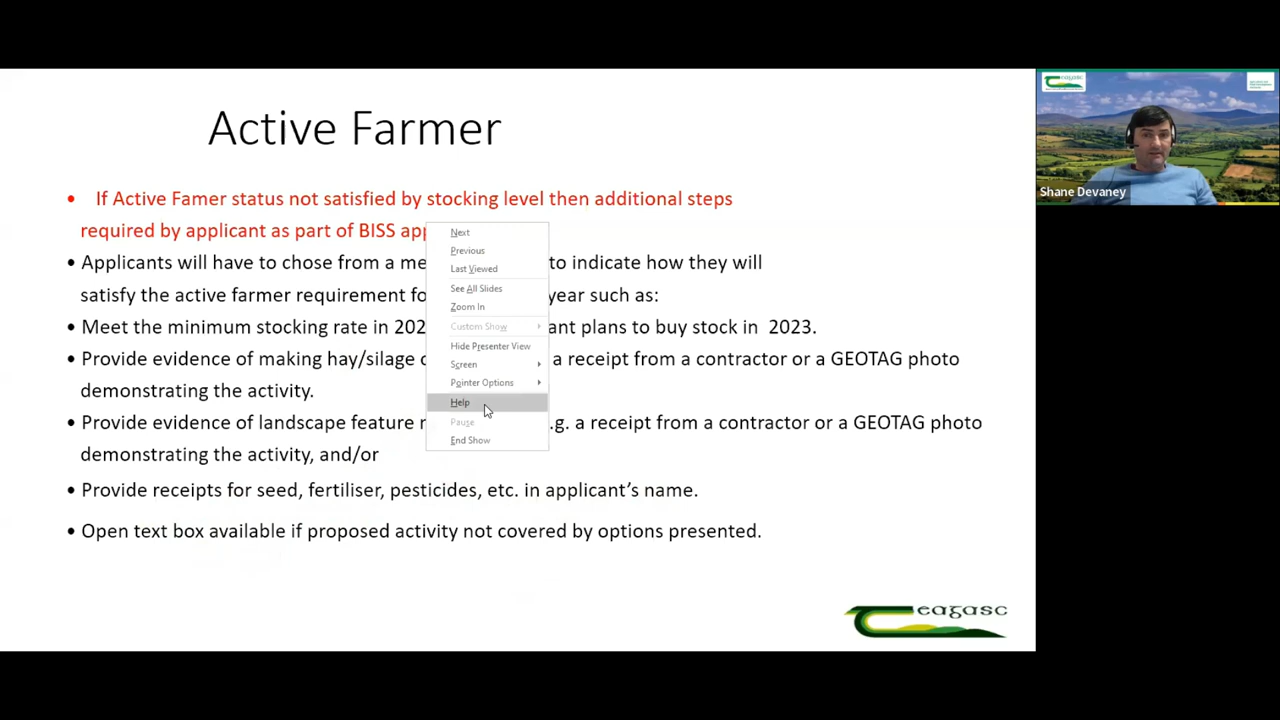 Active Farmer
• If Active Famer status not satisfied by stocking level then additional steps
required by applicant as part of BISS app
• Applicants will have to chose from a me to indicate how they will
satisfy the active farmer requirement fo year such as:
• Meet the minimum stocking rate in 202 ant plans to buy stock in 2023.
• Provide evidence of making hay/silage a receipt from a contractor or a GEOTAG photo
demonstrating the activity.
• Provide evidence of landscape feature .g. a receipt from a contractor or a GEOTAG photo
demonstrating the activity, and/or
• Provide receipts for seed, fertiliser, pesticides, etc. in applicant's name.
• Open text box available if proposed activity not covered by options presented.
Next
Previous
Last Viewed
See All Slides
Zoom In
Custom Show
Hide Presenter View
Screen
Pointer Options
Help
Pause
End Show
teagasc
teagasc
Shane Devaney